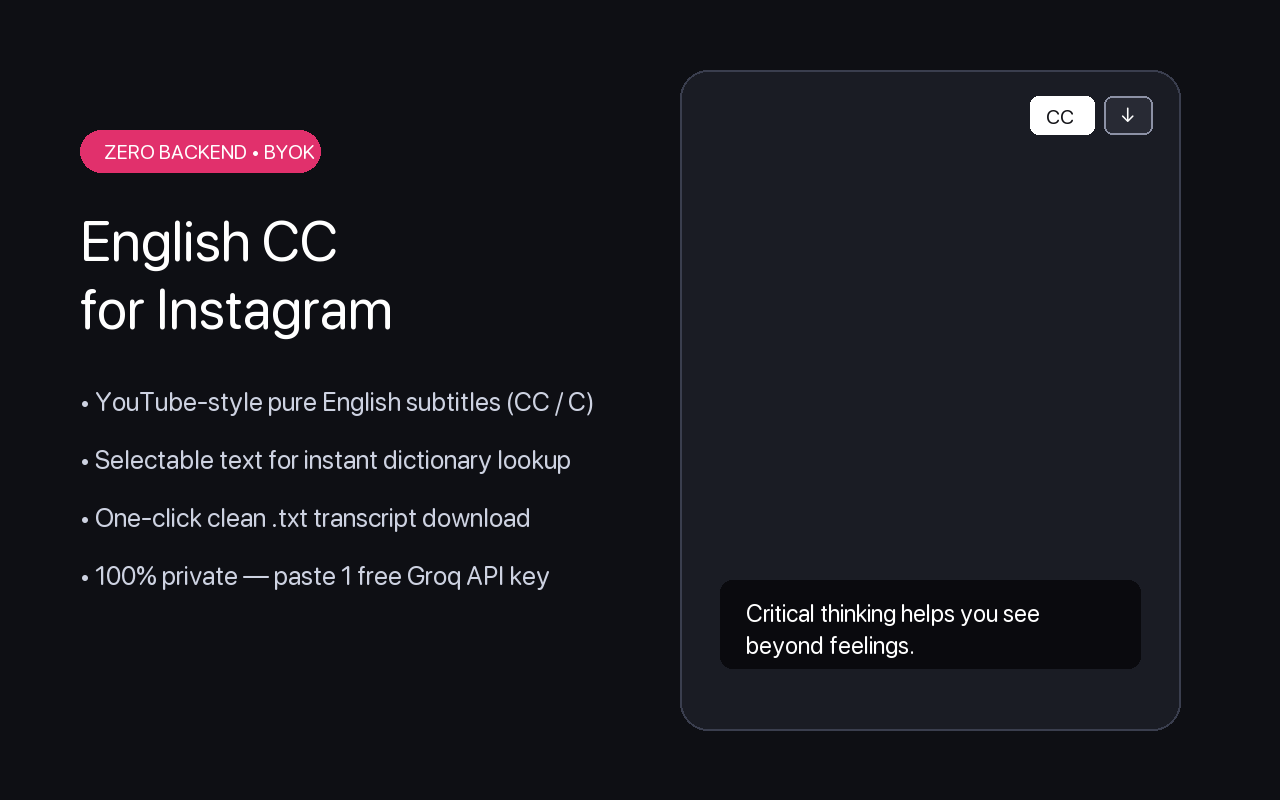 ZERO BACKEND • BYOK
English CC
for Instagram
• YouTube-style pure English subtitles (CC / C)
• Selectable text for instant dictionary lookup
• One-click clean .txt transcript download
• 100% private — paste 1 free Groq API key
CC ↓
Critical thinking helps you see
beyond feelings.